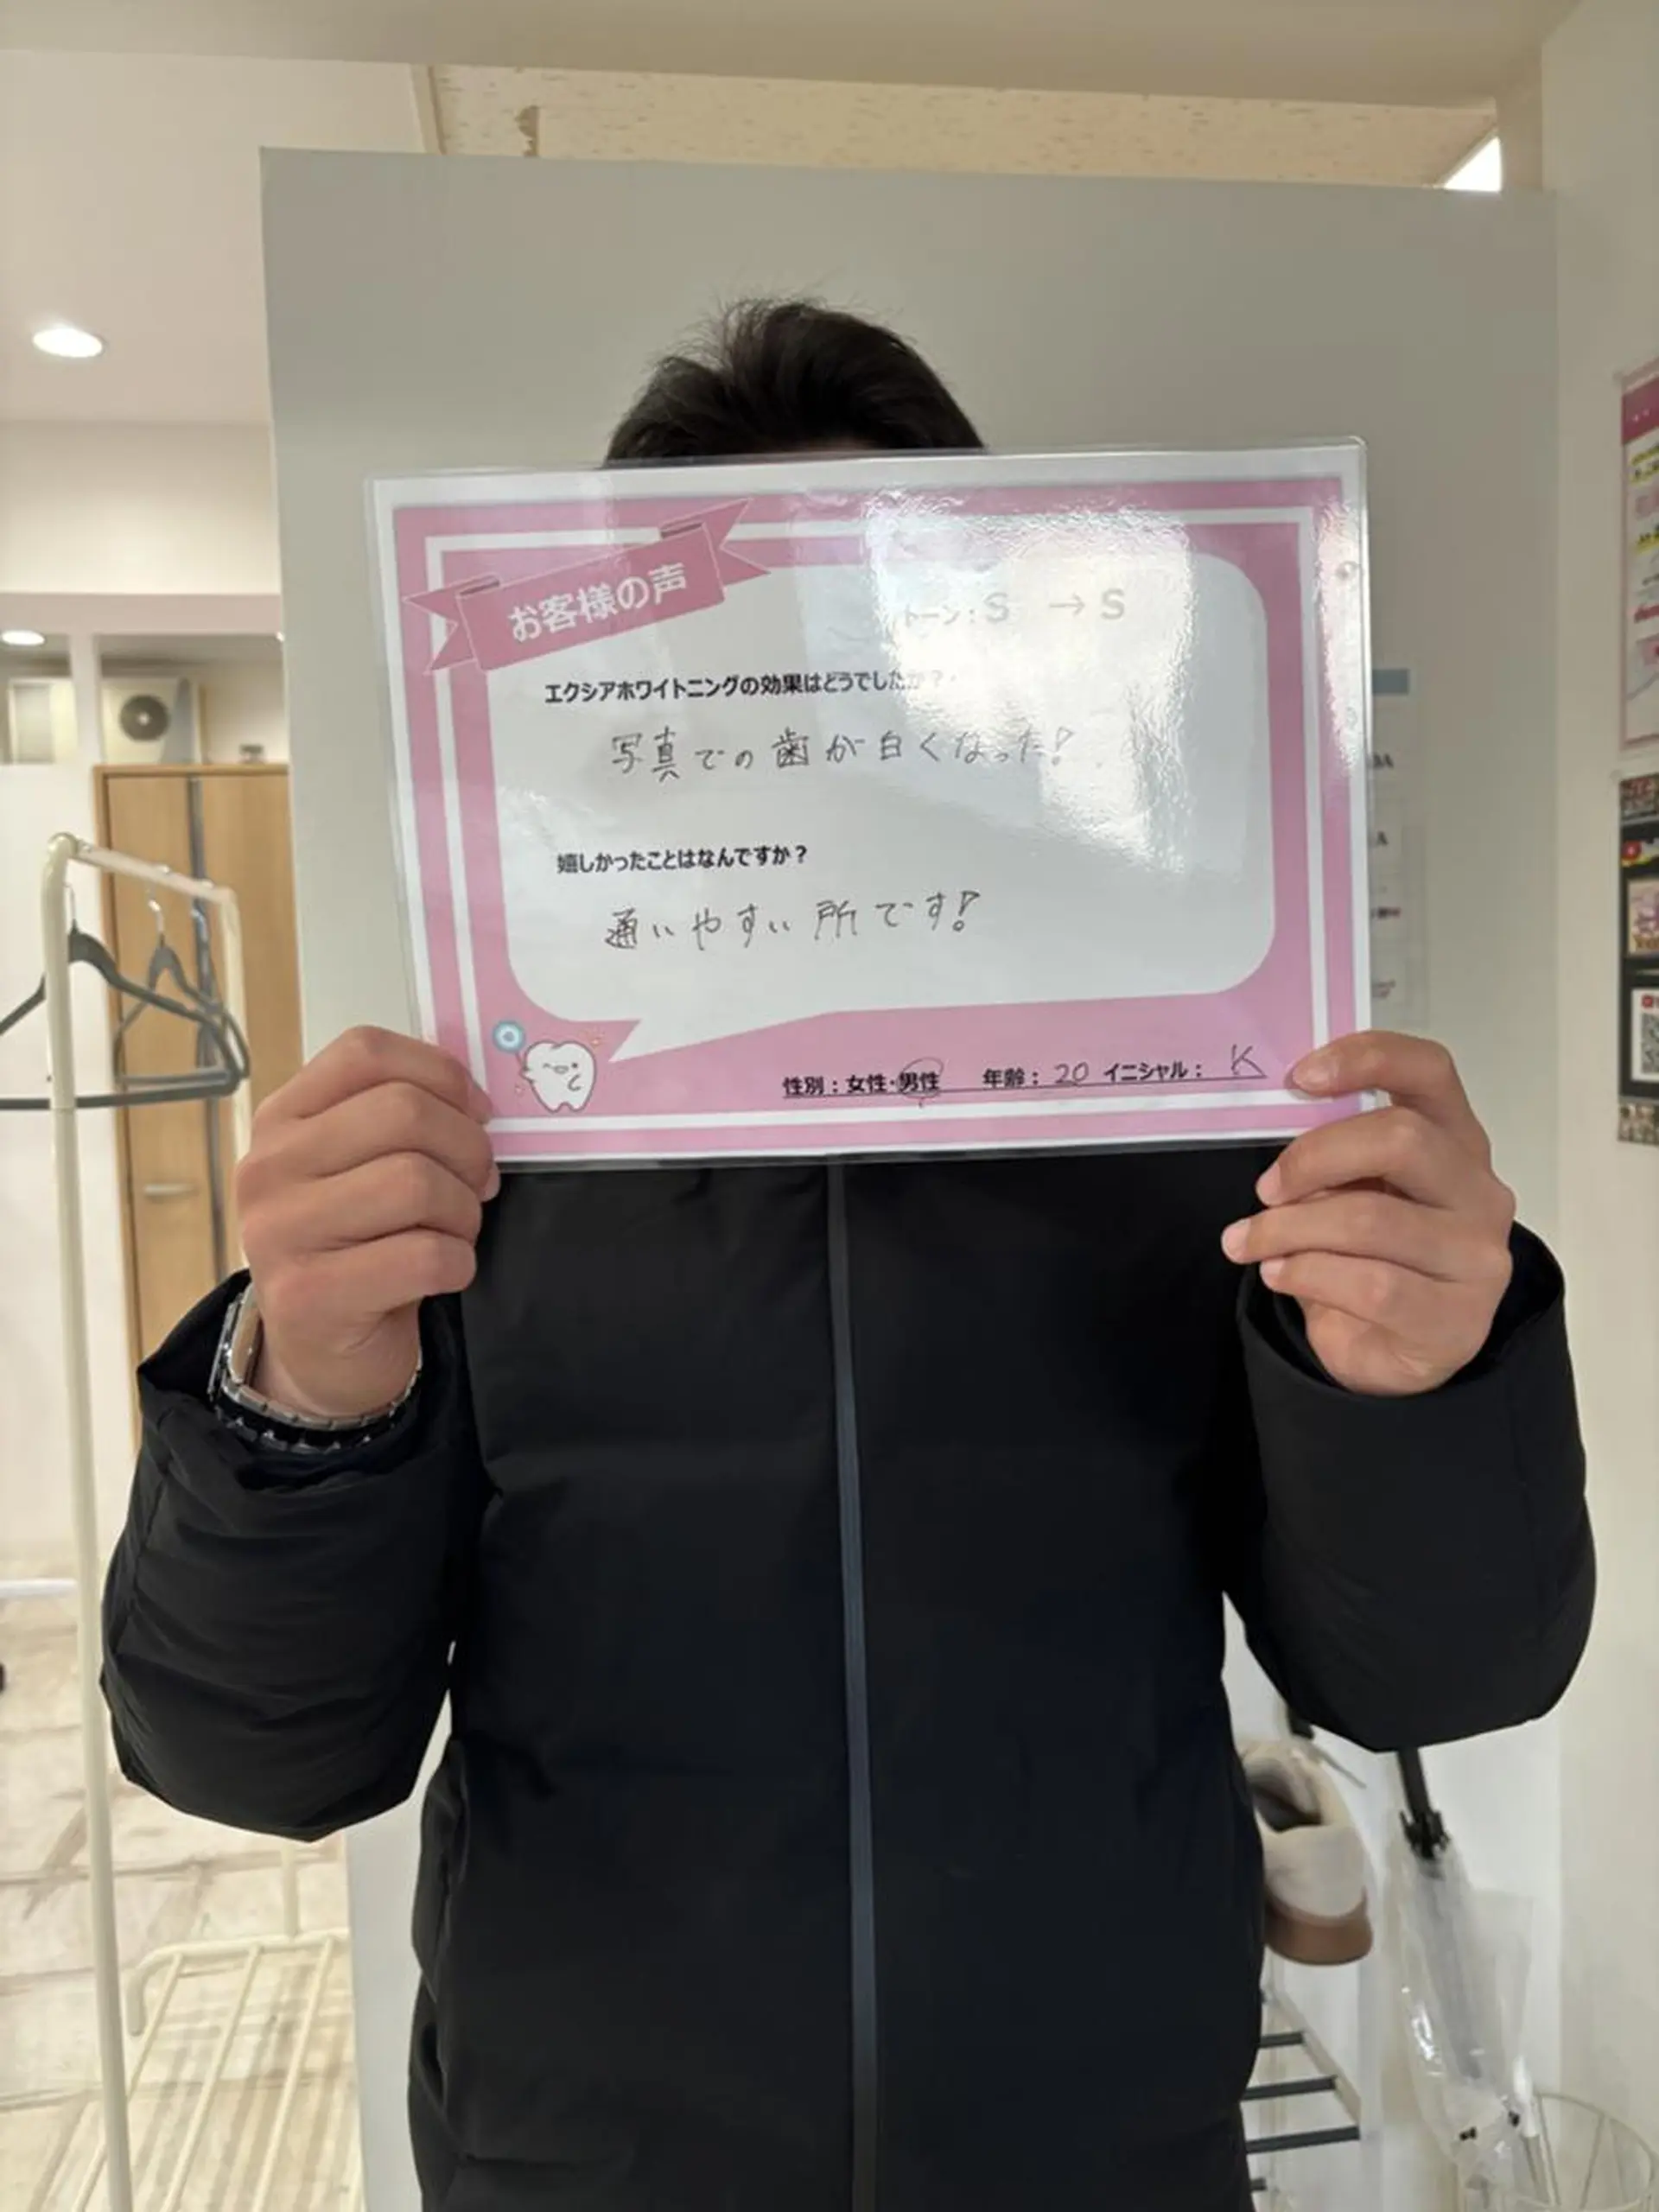 お客様の声
トーン：S → S
エクシアホワイトニングの効果はどうでしたか？
写真での歯が白くなった!
嬉しかったことはなんですか？
通いやすい所です!
性別：女性・男性 年齢：20 イニシャル：K